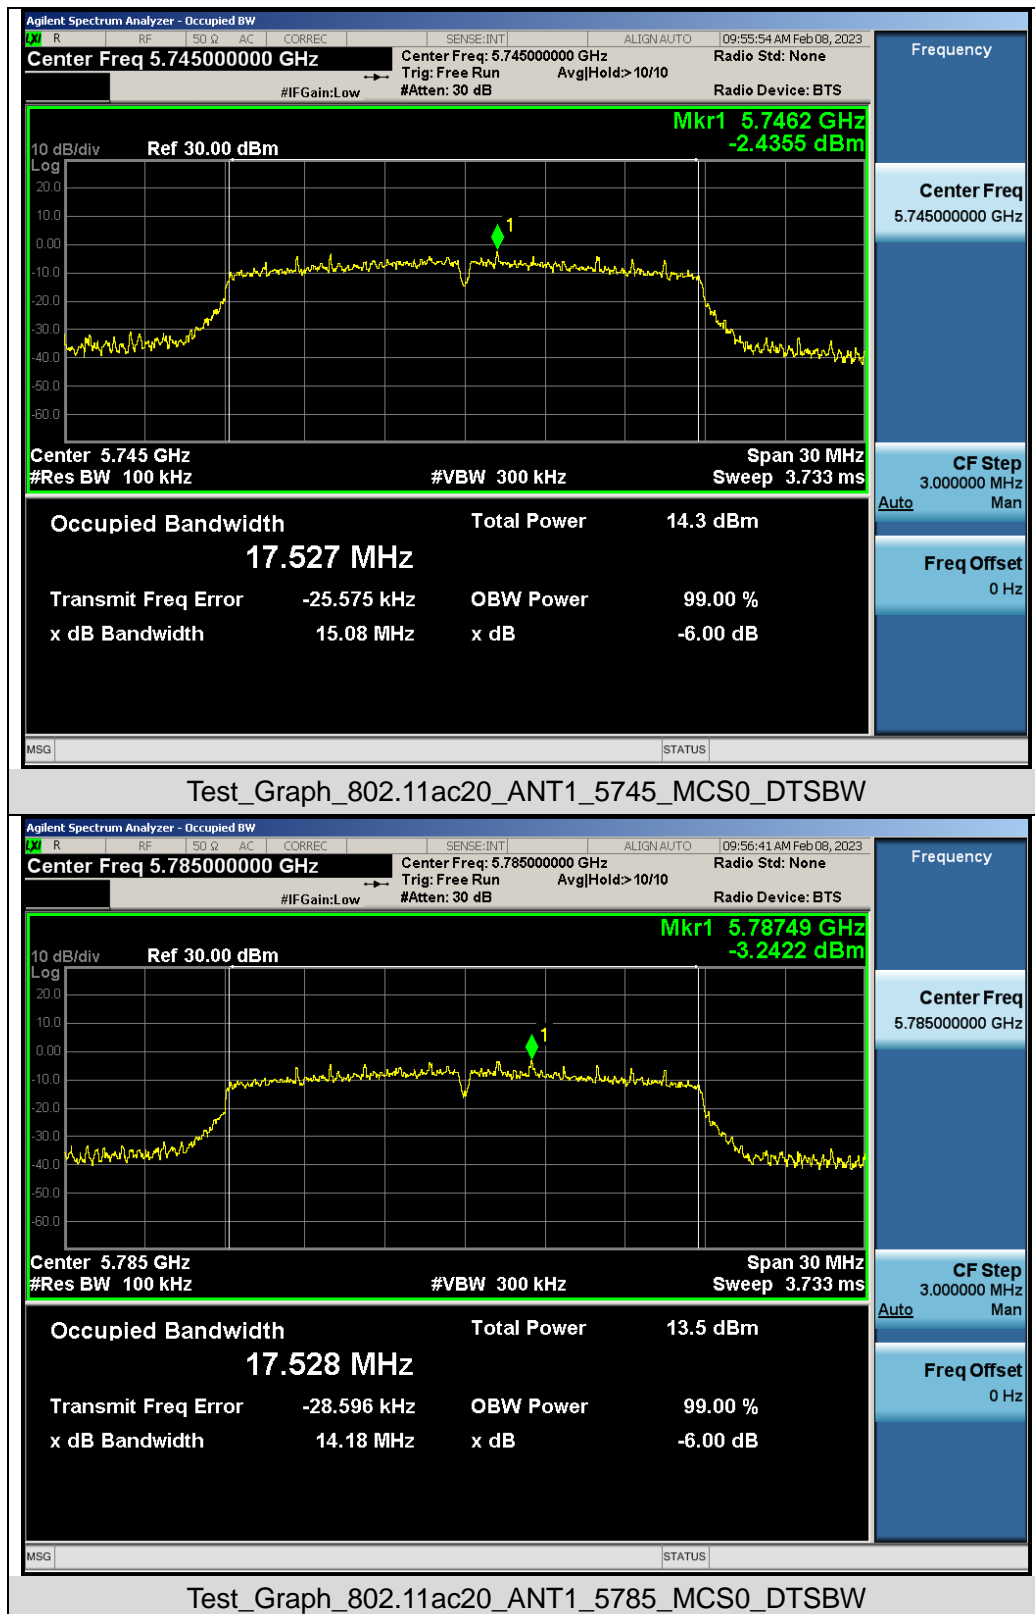 Agilent Spectrum Analyzer - Occupied BW
LXI R RF 50 Ω AC CORREC SENSE:INT ALIGN AUTO 09:55:54 AM Feb 08, 2023
Center Freq 5.745000000 GHz Center Freq: 5.745000000 GHz Radio Std: None
Trig: Free Run Avg|Hold:> 10/10
#IFGain:Low #Atten: 30 dB Radio Device: BTS
Frequency
Mkr1 5.7462 GHz
-2.4355 dBm
10 dB/div Ref 30.00 dBm
Log
20.0
10.0
0.00
-10.0
-20.0
-30.0
-40.0
-50.0
-60.0
1
Center Freq
5.745000000 GHz
Center 5.745 GHz Span 30 MHz
#Res BW 100 kHz #VBW 300 kHz Sweep 3.733 ms
CF Step
3.000000 MHz
Auto Man
Occupied Bandwidth Total Power 14.3 dBm
17.527 MHz
Transmit Freq Error -25.575 kHz OBW Power 99.00 %
x dB Bandwidth 15.08 MHz x dB -6.00 dB
Freq Offset
0 Hz
MSG STATUS
Test_Graph_802.11ac20_ANT1_5745_MCS0_DTSBW
Agilent Spectrum Analyzer - Occupied BW
LXI R RF 50 Ω AC CORREC SENSE:INT ALIGN AUTO 09:56:41 AM Feb 08, 2023
Center Freq 5.785000000 GHz Center Freq: 5.785000000 GHz Radio Std: None
Trig: Free Run Avg|Hold:> 10/10
#IFGain:Low #Atten: 30 dB Radio Device: BTS
Frequency
Mkr1 5.78749 GHz
-3.2422 dBm
10 dB/div Ref 30.00 dBm
Log
20.0
10.0
0.00
-10.0
-20.0
-30.0
-40.0
-50.0
-60.0
1
Center Freq
5.785000000 GHz
Center 5.785 GHz Span 30 MHz
#Res BW 100 kHz #VBW 300 kHz Sweep 3.733 ms
CF Step
3.000000 MHz
Auto Man
Occupied Bandwidth Total Power 13.5 dBm
17.528 MHz
Transmit Freq Error -28.596 kHz OBW Power 99.00 %
x dB Bandwidth 14.18 MHz x dB -6.00 dB
Freq Offset
0 Hz
MSG STATUS
Test_Graph_802.11ac20_ANT1_5785_MCS0_DTSBW